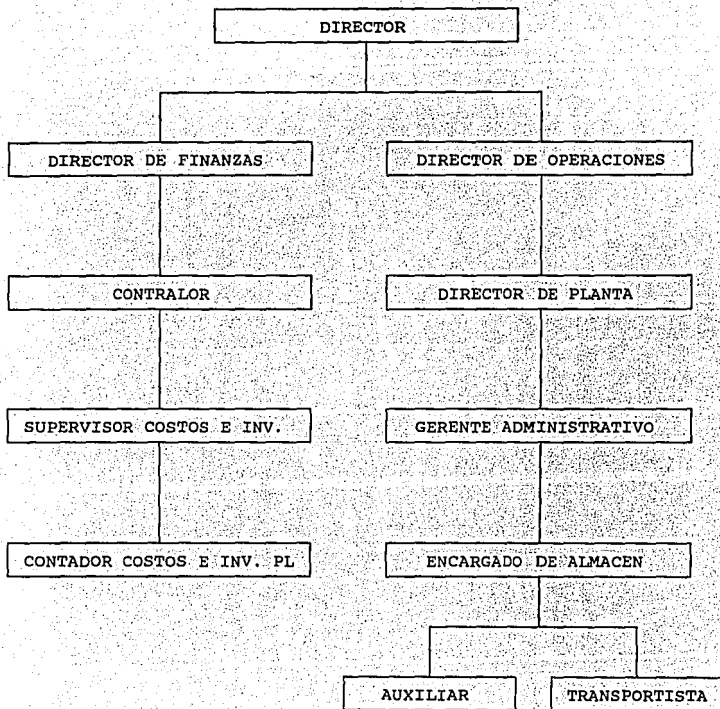 DIRECTOR
DIRECTOR DE FINANZAS
DIRECTOR DE OPERACIONES
CONTRALOR
DIRECTOR DE PLANTA
SUPERVISOR COSTOS E INV.
GERENTE ADMINISTRATIVO
CONTADOR COSTOS E INV. PL
ENCARGADO DE ALMACEN
AUXILIAR
TRANSPORTISTA